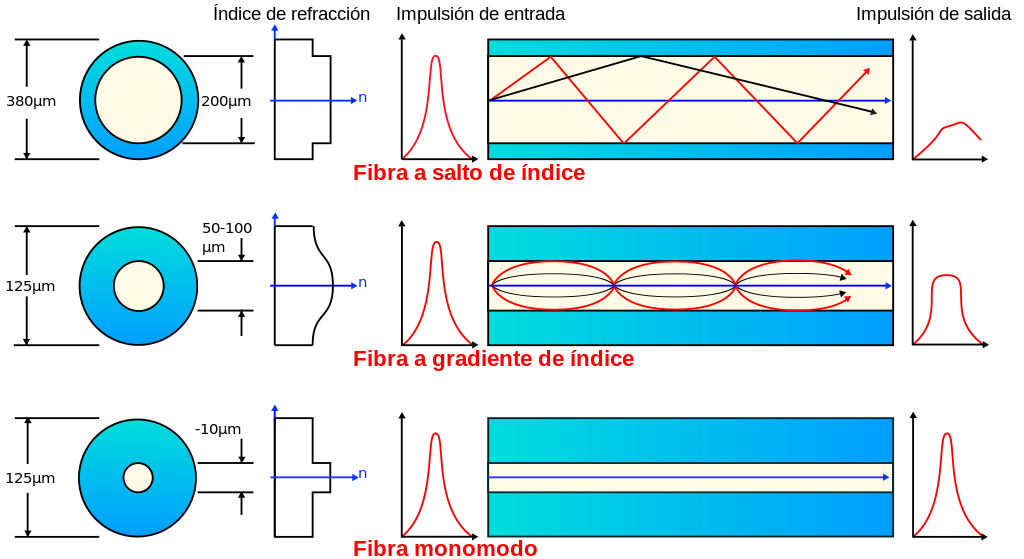 Índice de refracción
Impulsión de entrada
Impulsión de salida
380µm
200µm
n
Fibra a salto de índice
50-100
µm
125µm
n
Fibra a gradiente de índice
-10µm
125µm
n
Fibra monomodo